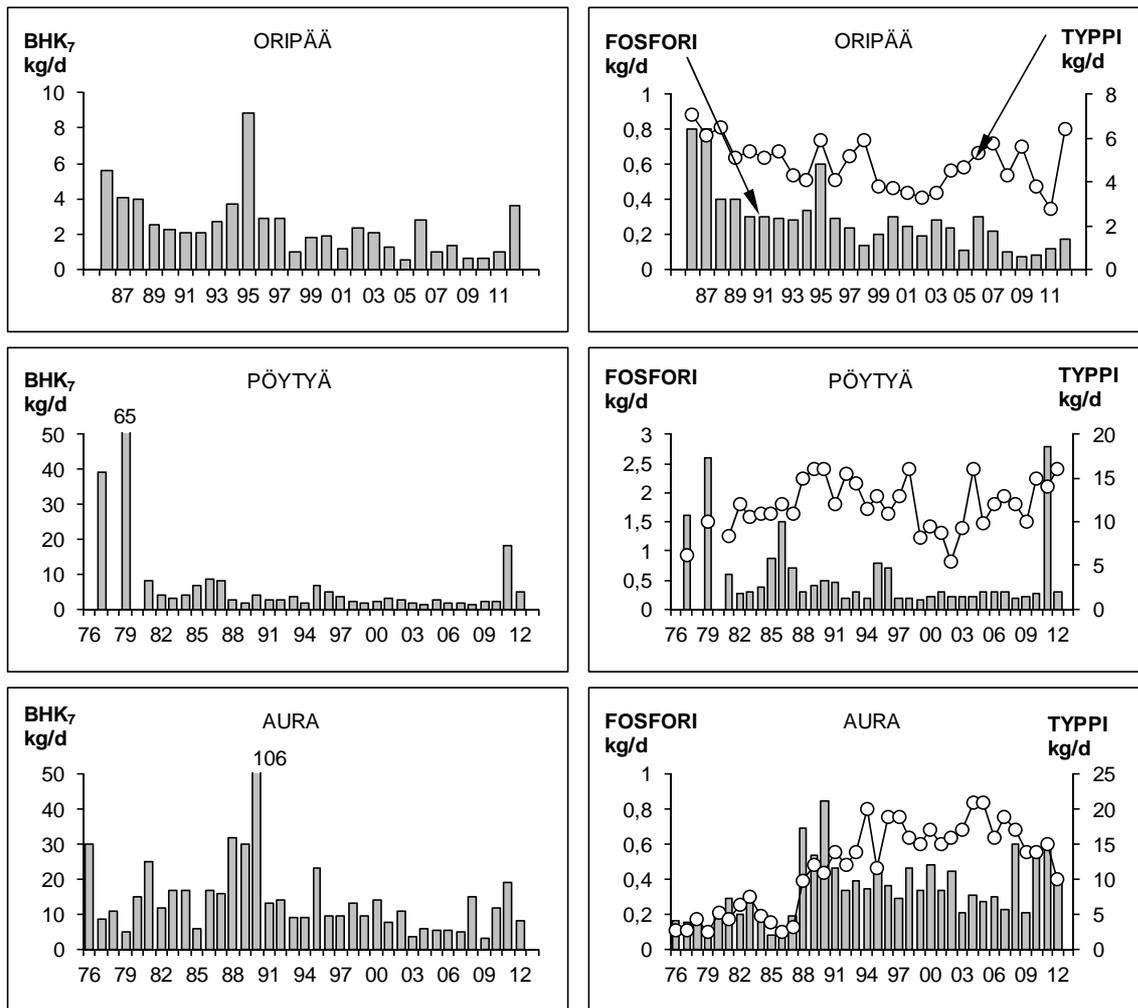 BHK₇
kg/d
ORIPÄÄ
10
8
6
4
2
0
87 89 91 93 95 97 99 01 03 05 07 09 11
FOSFORI
kg/d
ORIPÄÄ
TYPPI
kg/d
1
0,8
0,6
0,4
0,2
0
8
6
4
2
0
87 89 91 93 95 97 99 01 03 05 07 09 11
BHK₇
kg/d
PÖYTYÄ
65
50
40
30
20
10
0
76 79 82 85 88 91 94 97 00 03 06 09 12
FOSFORI
kg/d
PÖYTYÄ
TYPPI
kg/d
3
2,5
2
1,5
1
0,5
0
20
15
10
5
0
76 79 82 85 88 91 94 97 00 03 06 09 12
BHK₇
kg/d
AURA
106
50
40
30
20
10
0
76 79 82 85 88 91 94 97 00 03 06 09 12
FOSFORI
kg/d
AURA
TYPPI
kg/d
1
0,8
0,6
0,4
0,2
0
25
20
15
10
5
0
76 79 82 85 88 91 94 97 00 03 06 09 12